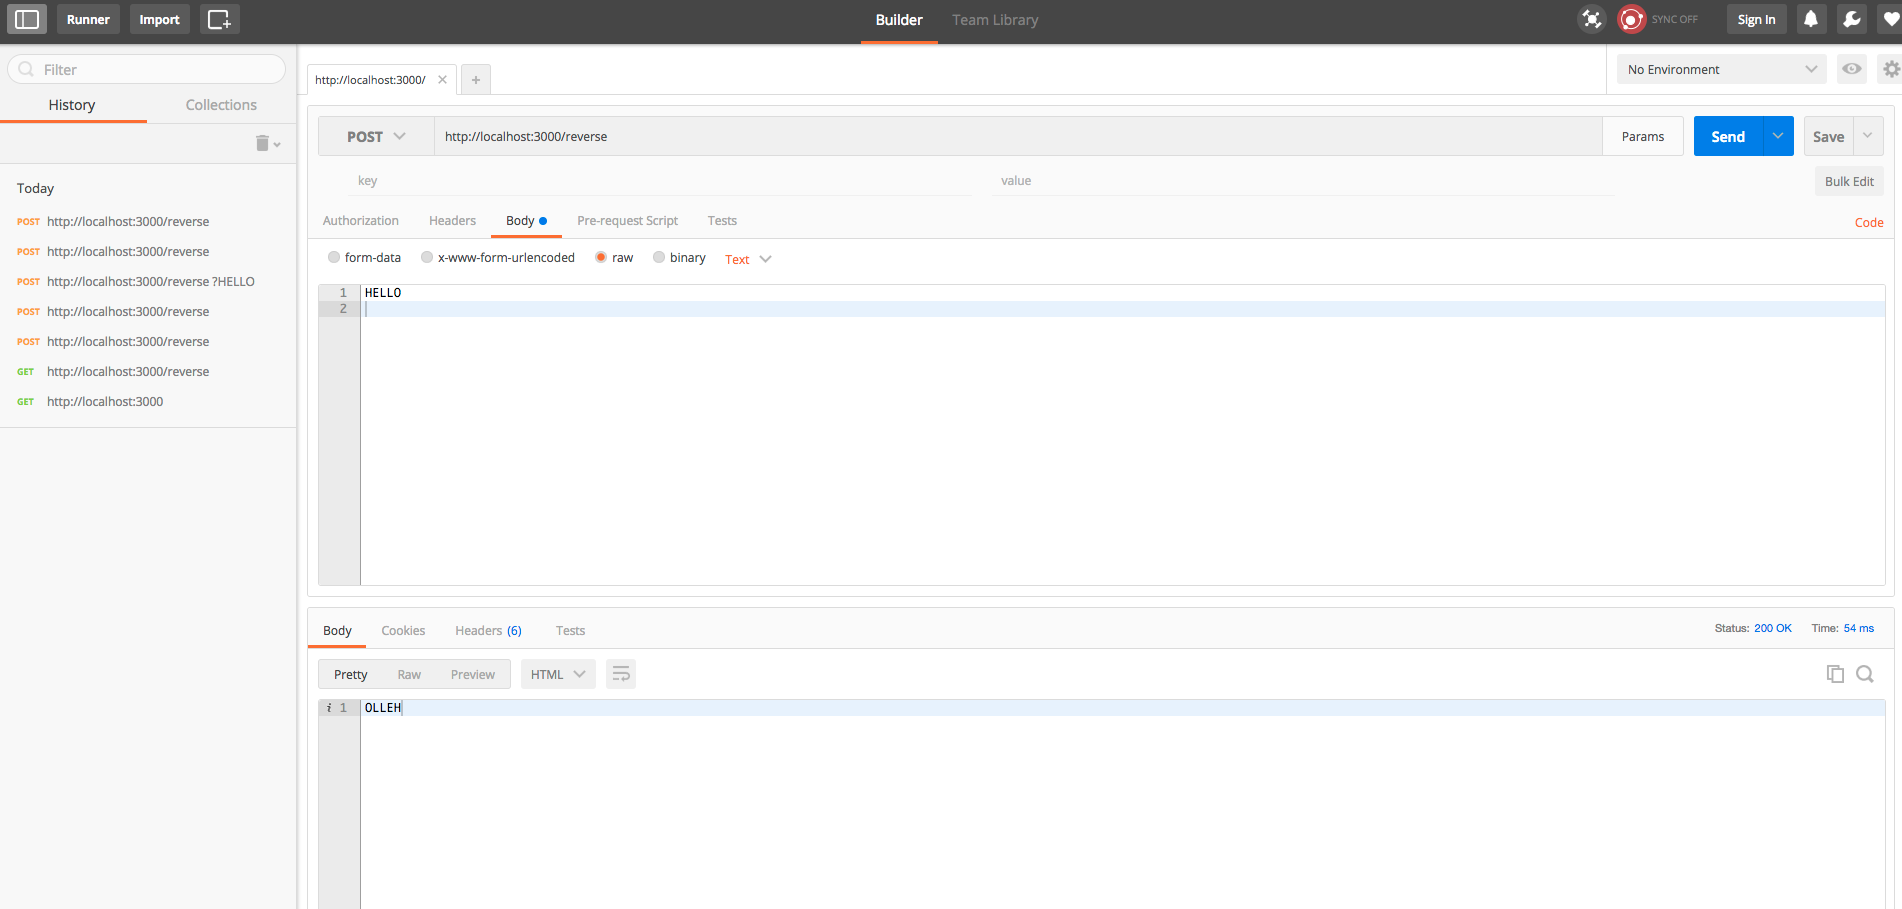 Runner Import Builder Team Library SYNC OFF Sign In
Filter
History Collections
Today
POST http://localhost:3000/reverse
POST http://localhost:3000/reverse
POST http://localhost:3000/reverse ?HELLO
POST http://localhost:3000/reverse
POST http://localhost:3000/reverse
GET http://localhost:3000/reverse
GET http://localhost:3000
http://localhost:3000/ No Environment
POST http://localhost:3000/reverse Params Send Save
key value Bulk Edit
Authorization Headers Body Pre-request Script Tests Code
form-data x-www-form-urlencoded raw binary Text
1 HELLO
2
Body Cookies Headers (6) Tests Status: 200 OK Time: 54 ms
Pretty Raw Preview HTML
i 1 OLLEH